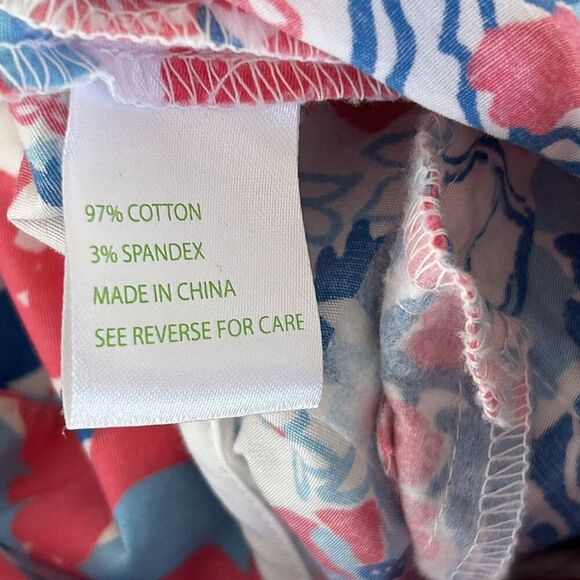 97% COTTON
3% SPANDEX
MADE IN CHINA
SEE REVERSE FOR CARE